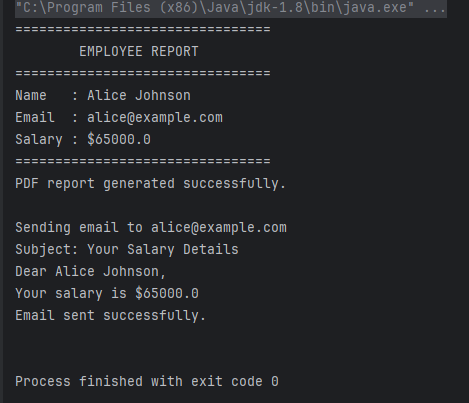 "C:\Program Files (x86)\Java\jdk-1.8\bin\java.exe" ...
================================
        EMPLOYEE REPORT
================================
Name   : Alice Johnson
Email  : alice@example.com
Salary : $65000.0
================================
PDF report generated successfully.

Sending email to alice@example.com
Subject: Your Salary Details
Dear Alice Johnson,
Your salary is $65000.0
Email sent successfully.


Process finished with exit code 0